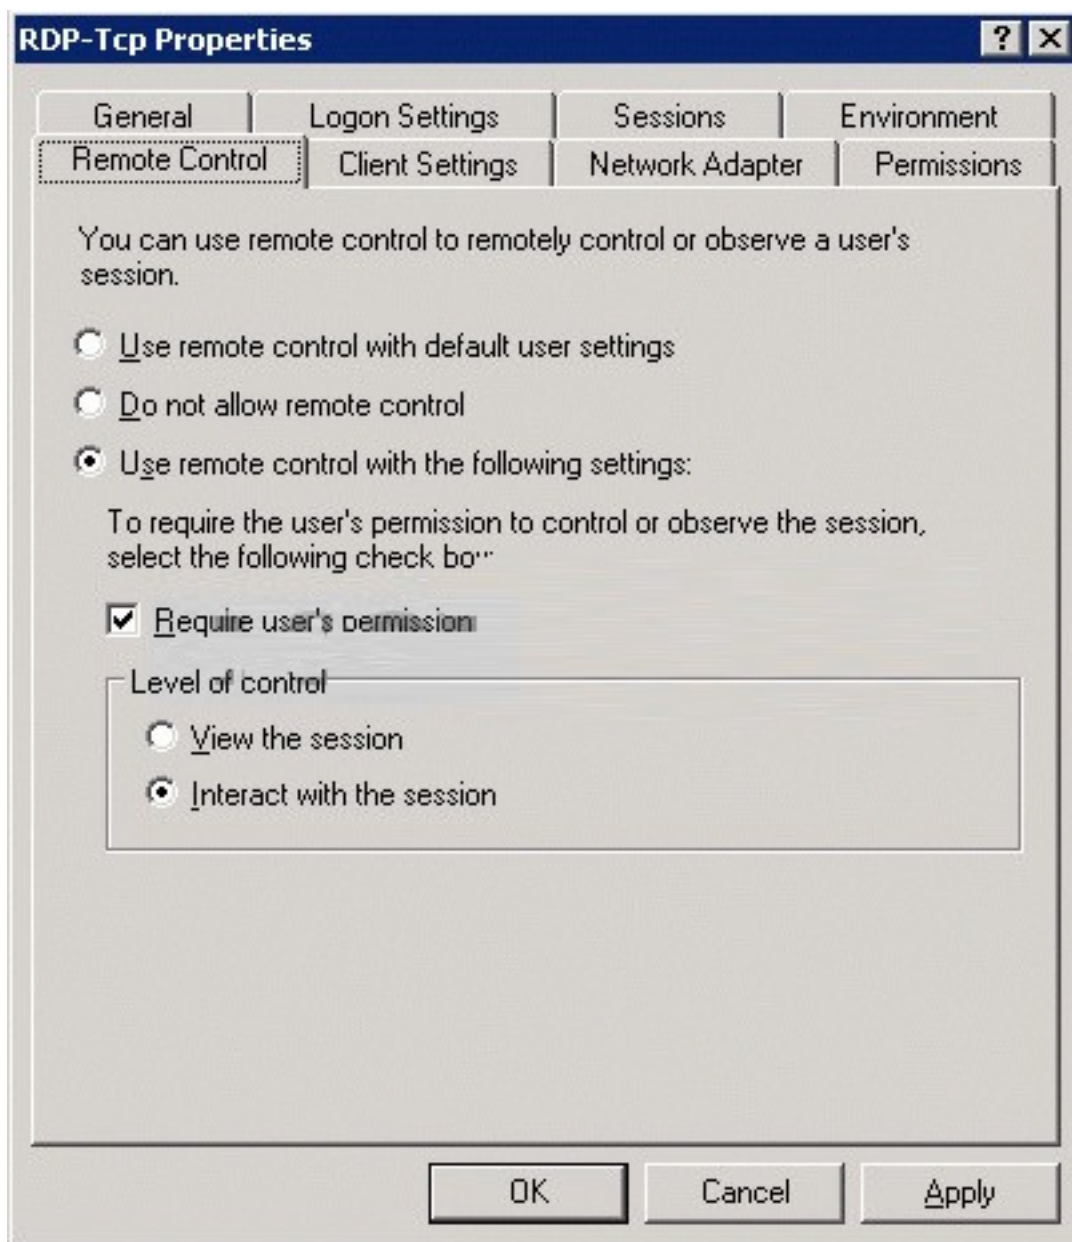 RDP-Tcp Properties
General Logon Settings Sessions Environment
Remote Control Client Settings Network Adapter Permissions
You can use remote control to remotely control or observe a user's
session.
Use remote control with default user settings
Do not allow remote control
Use remote control with the following settings:
To require the user's permission to control or observe the session,
select the following check
Require user's permission
Level of control
View the session
Interact with the session
OK Cancel Apply